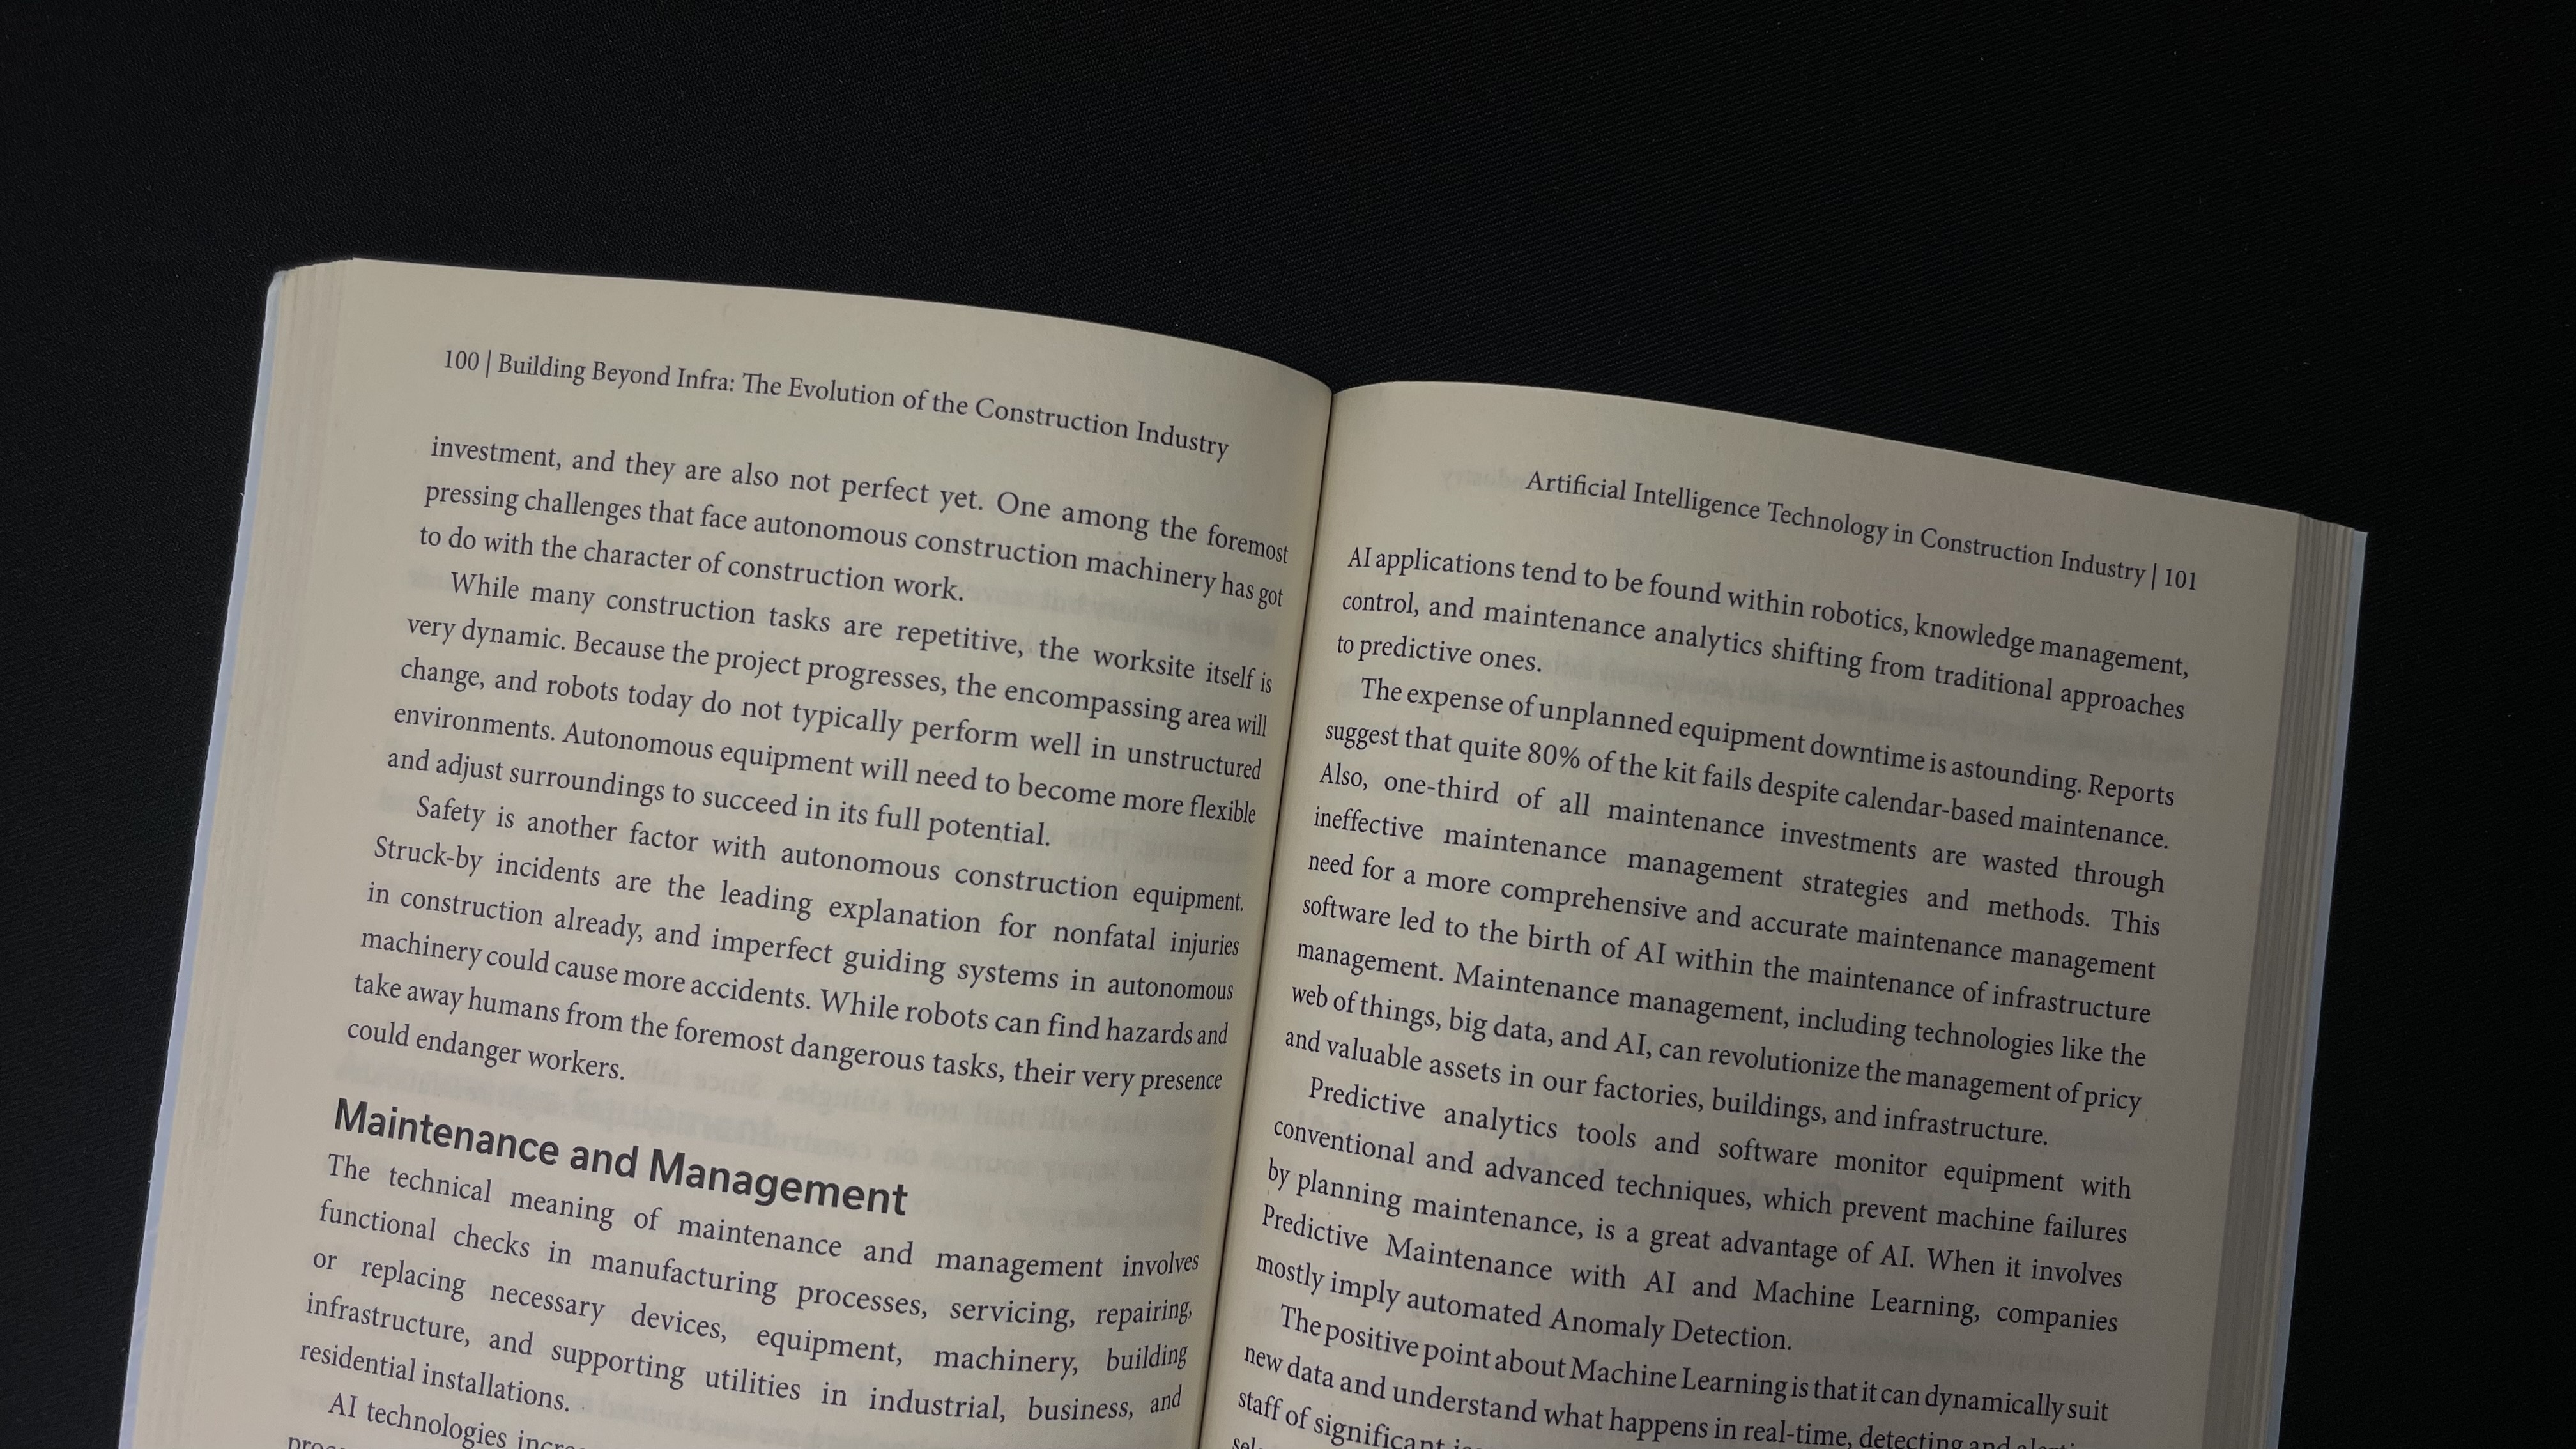 100 | Building Beyond Infra: The Evolution of the Construction Industry
investment, and they are also not perfect yet. One among the foremost
pressing challenges that face autonomous construction machinery has got
to do with the character of construction work.
While many construction tasks are repetitive, the worksite itself is
very dynamic. Because the project progresses, the encompassing area will
change, and robots today do not typically perform well in unstructured
environments. Autonomous equipment will need to become more flexible
and adjust surroundings to succeed in its full potential.
Safety is another factor with autonomous construction equipment.
Struck-by incidents are the leading explanation for nonfatal injuries
in construction already, and imperfect guiding systems in autonomous
machinery could cause more accidents. While robots can find hazards and
take away humans from the foremost dangerous tasks, their very presence
could endanger workers.
Maintenance and Management
The technical meaning of maintenance and management involves
functional checks in manufacturing processes, servicing, repairing,
or replacing necessary devices, equipment, machinery, building
infrastructure, and supporting utilities in industrial, business, and
residential installations.
AI technologies
Artificial Intelligence Technology in Construction Industry | 101
AI applications tend to be found within robotics, knowledge management,
control, and maintenance analytics shifting from traditional approaches
to predictive ones.
The expense of unplanned equipment downtime is astounding. Reports
suggest that quite 80% of the kit fails despite calendar-based maintenance.
Also, one-third of all maintenance investments are wasted through
ineffective maintenance management strategies and methods. This
need for a more comprehensive and accurate maintenance management
software led to the birth of AI within the maintenance of infrastructure
management. Maintenance management, including technologies like the
web of things, big data, and AI, can revolutionize the management of pricy
and valuable assets in our factories, buildings, and infrastructure.
Predictive analytics tools and software monitor equipment with
conventional and advanced techniques, which prevent machine failures
by planning maintenance, is a great advantage of AI. When it involves
Predictive Maintenance with AI and Machine Learning, companies
mostly imply automated Anomaly Detection.
The positive point about Machine Learning is that it can dynamically suit
new data and understand what happens in real-time, detecting and
staff of significant